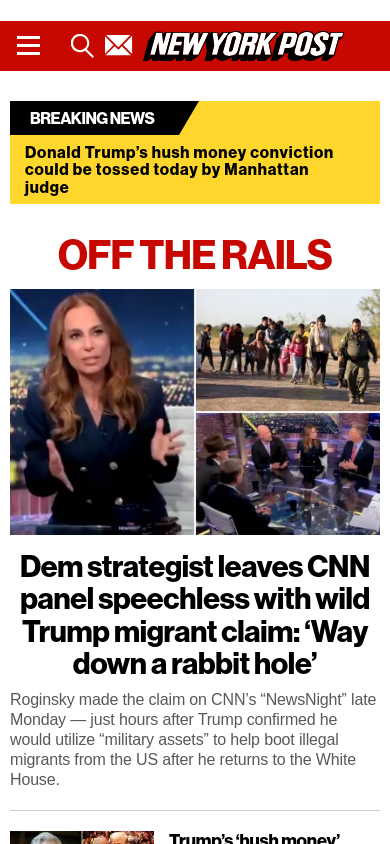 NEW YORK POST
BREAKING NEWS
Donald Trump’s hush money conviction
could be tossed today by Manhattan
judge
OFF THE RAILS
Dem strategist leaves CNN
panel speechless with wild
Trump migrant claim: ‘Way
down a rabbit hole’
Roginsky made the claim on CNN’s “NewsNight” late
Monday — just hours after Trump confirmed he
would utilize “military assets” to help boot illegal
migrants from the US after he returns to the White
House.
Trump’s ‘hush money’